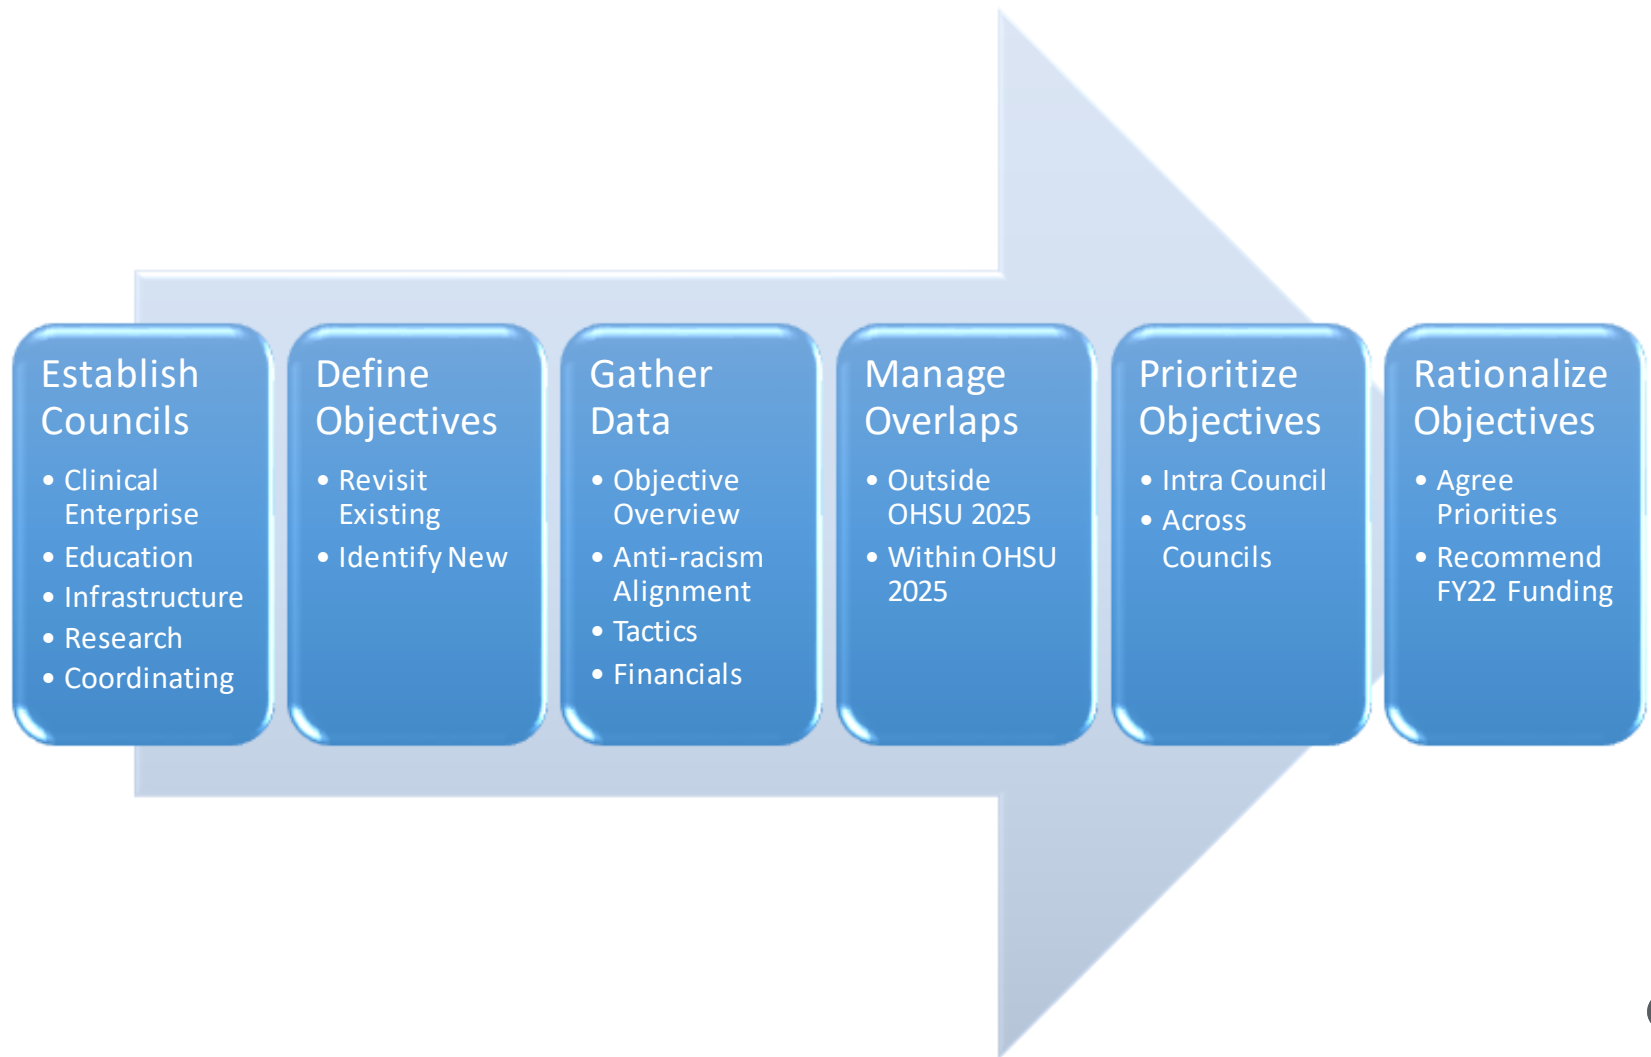 Establish
Councils
• Clinical
Enterprise
• Education
• Infrastructure
• Research
• Coordinating
Define
Objectives
• Revisit
Existing
• Identify New
Gather
Data
• Objective
Overview
• Anti-racism
Alignment
• Tactics
• Financials
Manage
Overlaps
• Outside
OHSU 2025
• Within OHSU
2025
Prioritize
Objectives
• Intra Council
• Across
Councils
Rationalize
Objectives
• Agree
Priorities
• Recommend
FY22 Funding